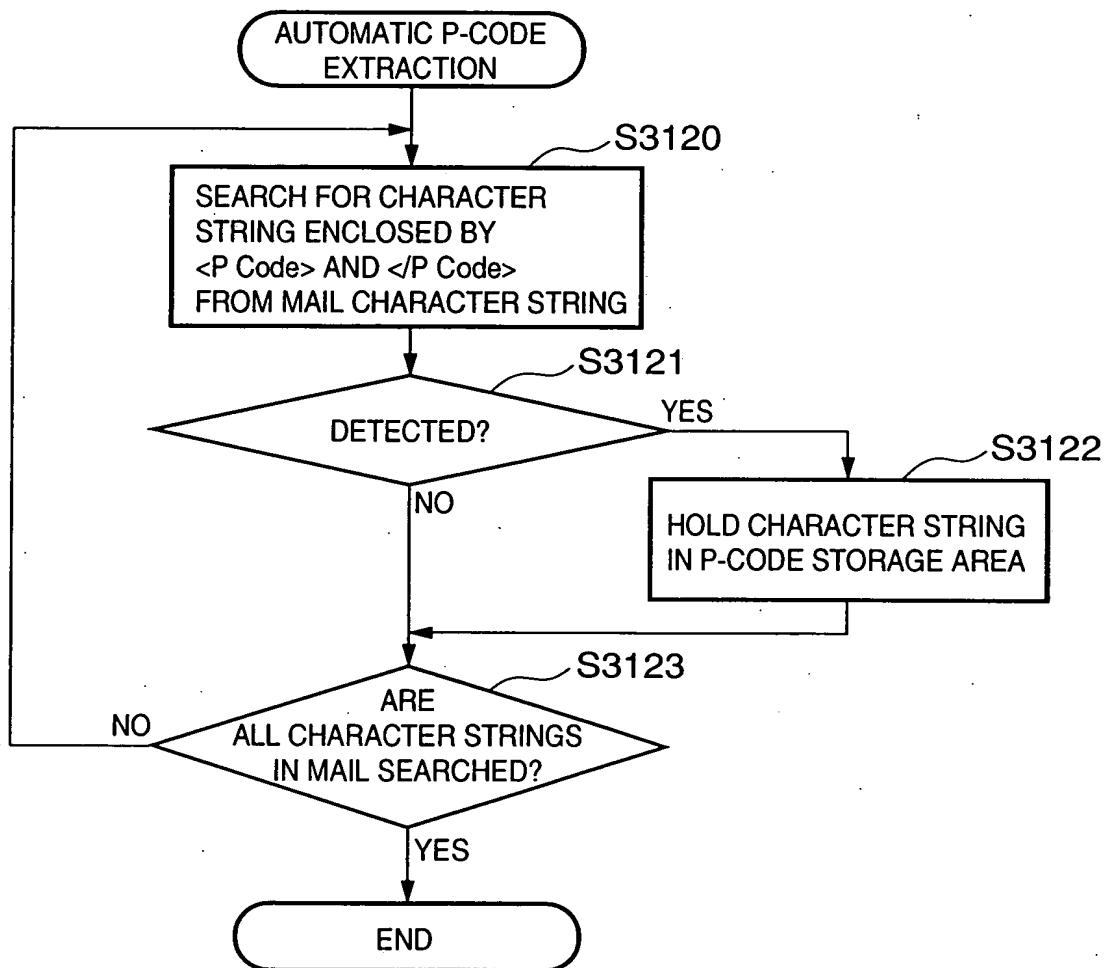 AUTOMATIC P-CODE
EXTRACTION
S3120
SEARCH FOR CHARACTER
STRING ENCLOSED BY
<P Code> AND </P Code>
FROM MAIL CHARACTER STRING
S3121
DETECTED?
YES
NO
S3122
HOLD CHARACTER STRING
IN P-CODE STORAGE AREA
S3123
ARE
ALL CHARACTER STRINGS
IN MAIL SEARCHED?
NO
YES
END